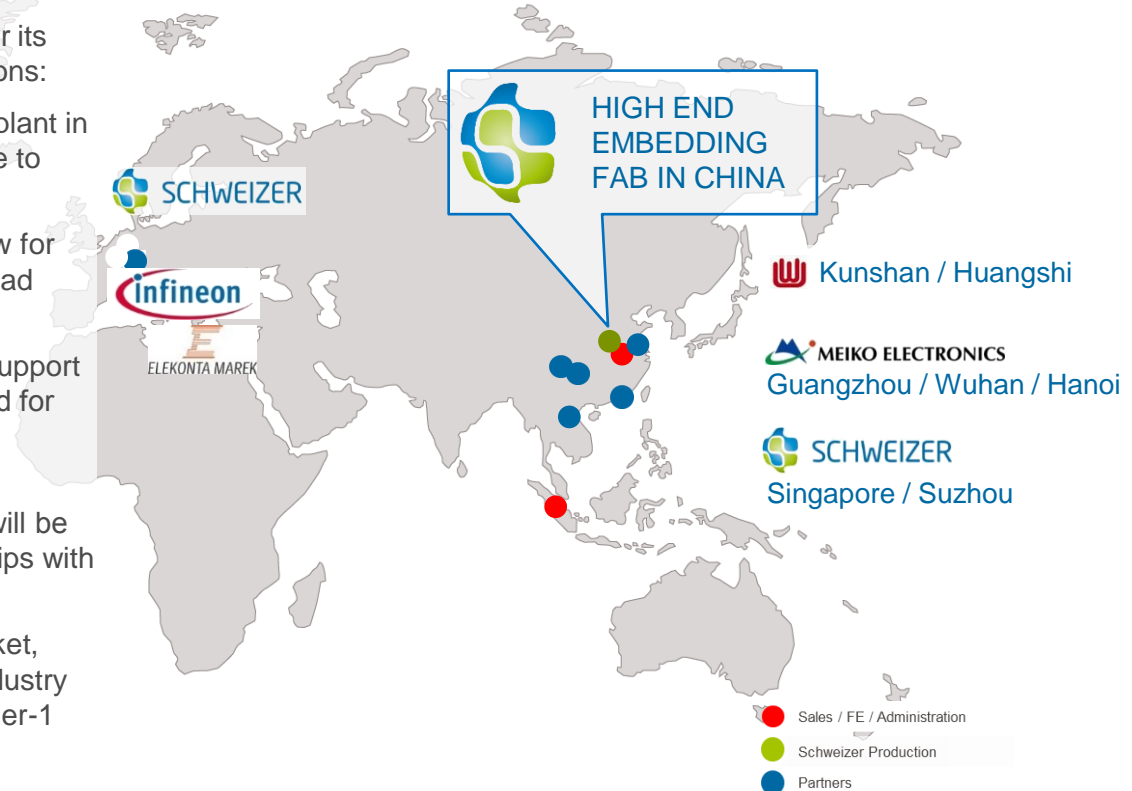 r its
ons:
plant in
e to
w for
ad
upport
d for
will be
ips with
ket,
dustry
er-1
SCHWEIZER
infineon
E
ELEKONTA MAREK
HIGH END
EMBEDDING
FAB IN CHINA
Kunshan / Huangshi
MEIKO ELECTRONICS
Guangzhou / Wuhan / Hanoi
SCHWEIZER
Singapore / Suzhou
Sales / FE / Administration
Schweizer Production
Partners